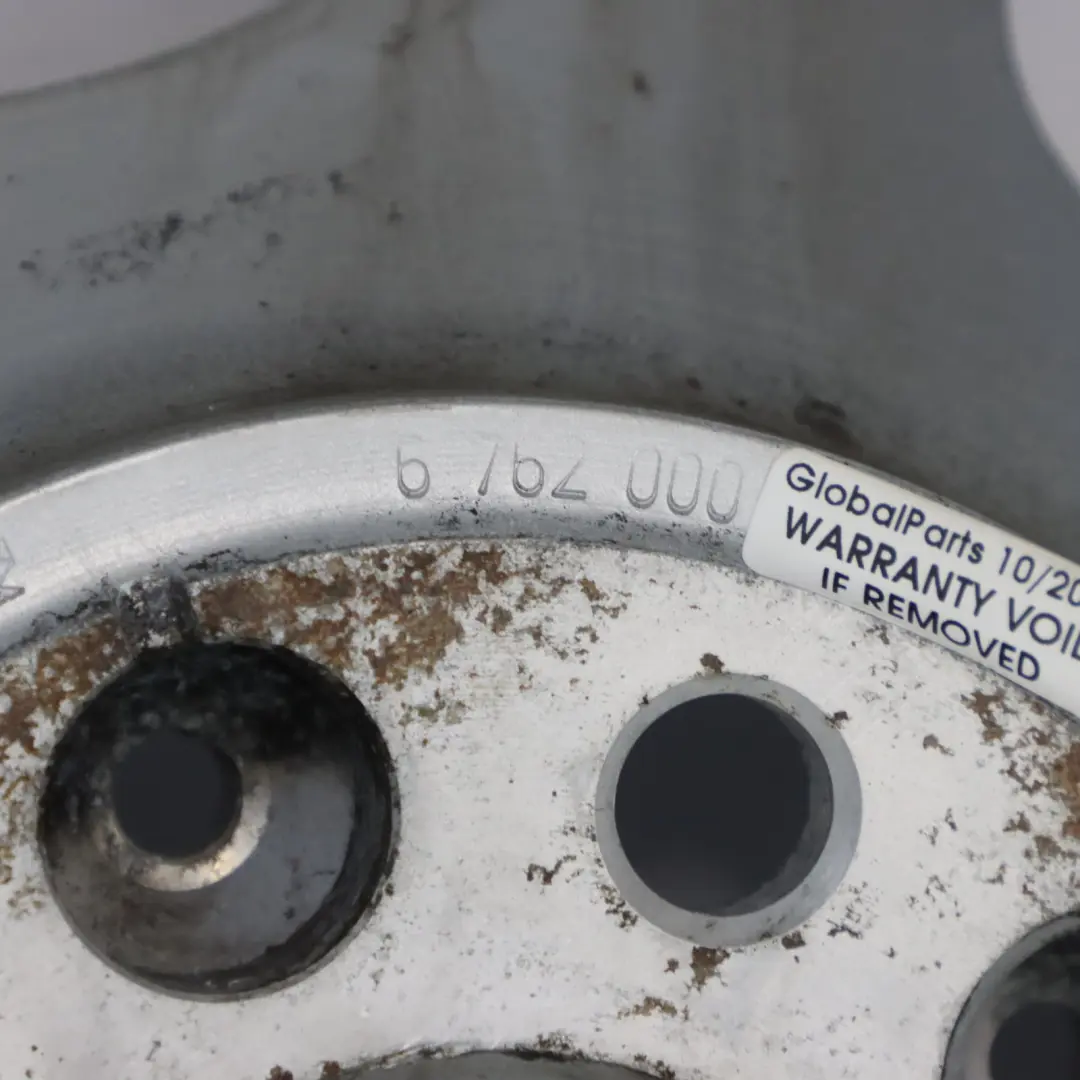 6 762 000
GlobalParts 10/20
WARRANTY VOID
IF REMOVED